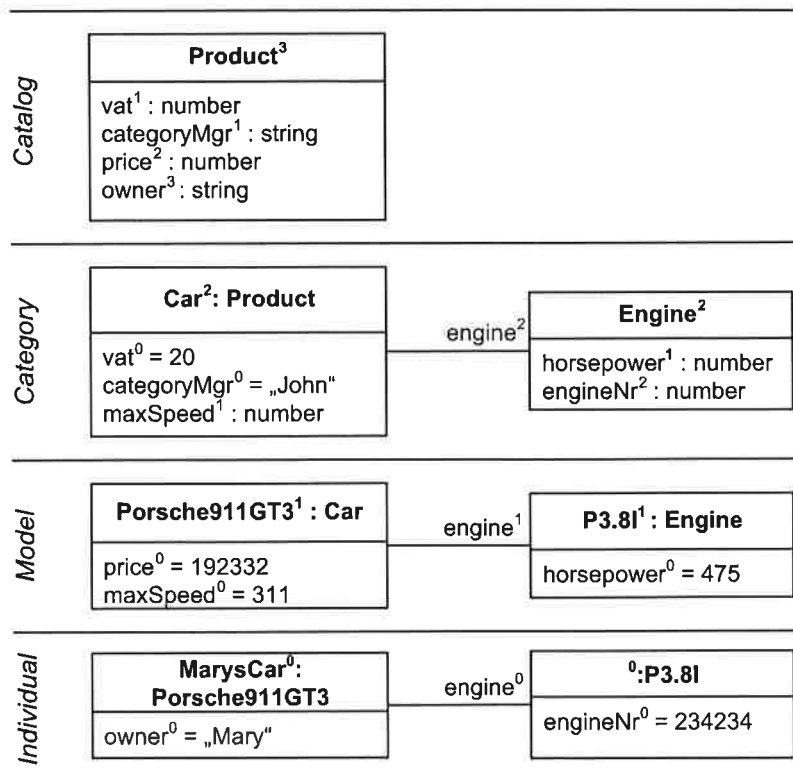 Catalog
Product³
vat¹ : number
categoryMgr¹ : string
price² : number
owner³ : string
Category
Car²: Product
vat⁰ = 20
categoryMgr⁰ = „John“
maxSpeed¹ : number
engine²
Engine²
horsepower¹ : number
engineNr² : number
Model
Porsche911GT3¹ : Car
price⁰ = 192332
maxSpeed⁰ = 311
engine¹
P3.8l¹ : Engine
horsepower⁰ = 475
Individual
MarysCar⁰:
Porsche911GT3
owner⁰ = „Mary“
engine⁰
⁰:P3.8l
engineNr⁰ = 234234